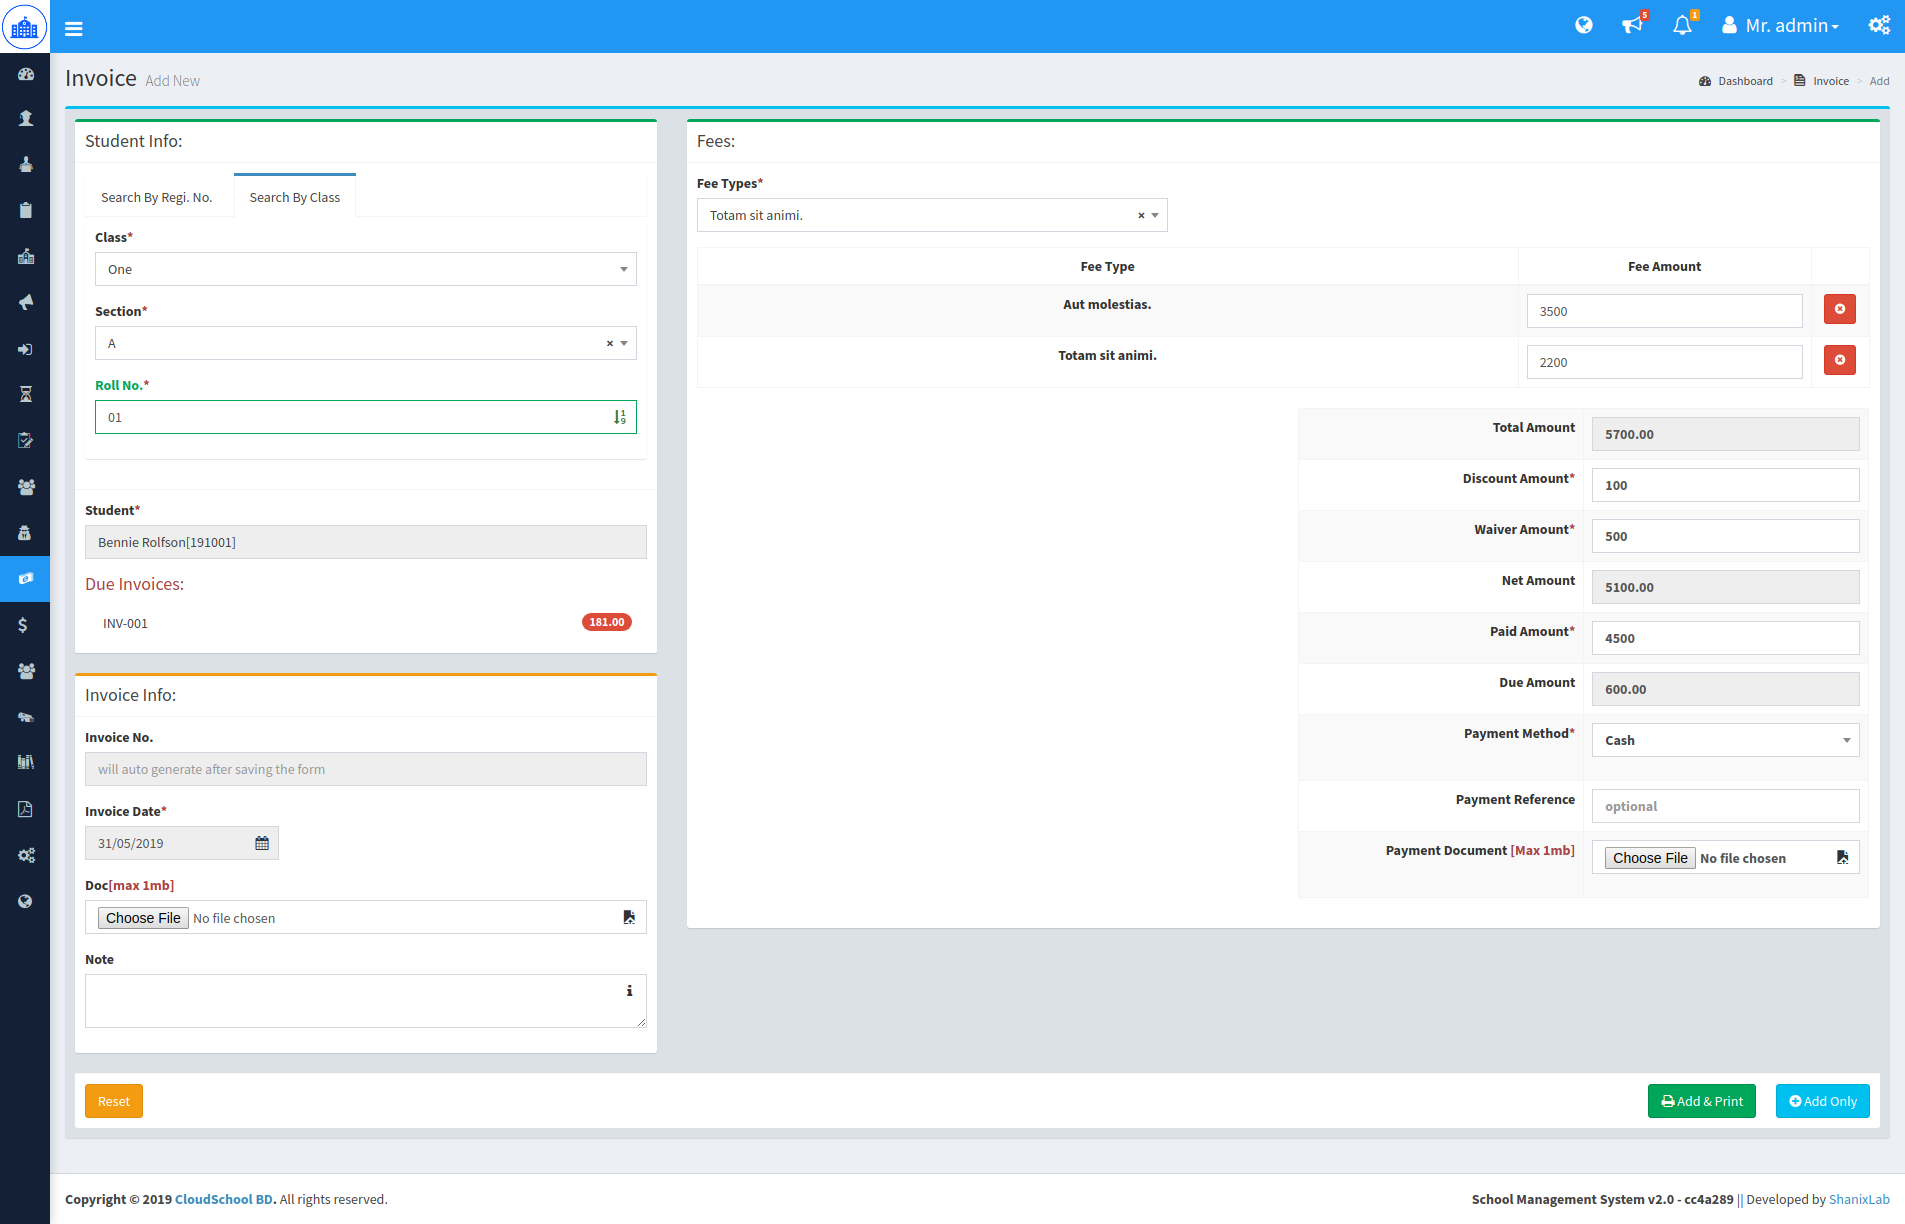 5
1
Mr. admin
Invoice Add New
Dashboard > Invoice > Add
Student Info:
Search By Regi. No.
Search By Class
Class*
One
Section*
A
×
Roll No.*
01
Student*
Bennie Rolfson[191001]
Due Invoices:
INV-001
181.00
Invoice Info:
Invoice No.
will auto generate after saving the form
Invoice Date*
31/05/2019
Doc[max 1mb]
Choose File No file chosen
Note
Fees:
Fee Types*
Totam sit animi.
×
Fee Type Fee Amount
Aut molestias. 3500
Totam sit animi. 2200
Total Amount 5700.00
Discount Amount* 100
Waiver Amount* 500
Net Amount 5100.00
Paid Amount* 4500
Due Amount 600.00
Payment Method* Cash
Payment Reference optional
Payment Document [Max 1mb] Choose File No file chosen
Reset
Add & Print
Add Only
Copyright © 2019 CloudSchool BD. All rights reserved.
School Management System v2.0 - cc4a289 || Developed by ShanixLab